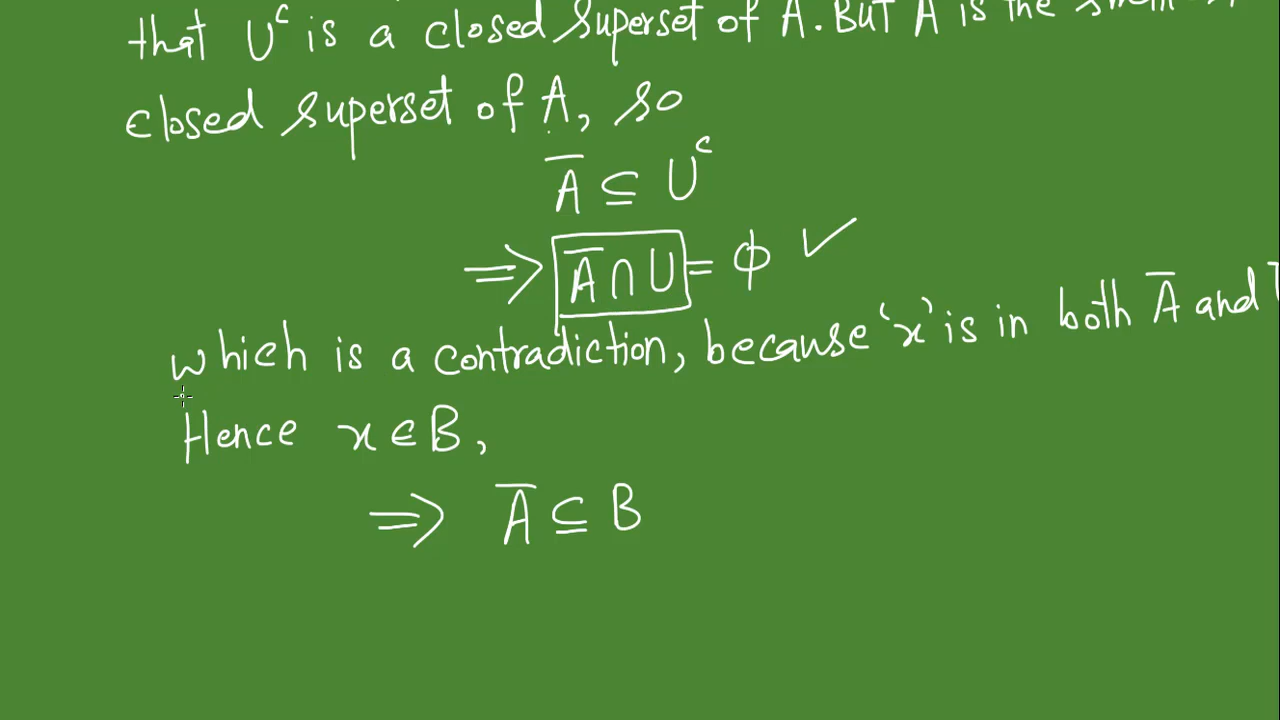 that U^c is a closed superset of A. But A is the
closed superset of A, so
A̅ ⊆ U^c
⇒ A̅ ∩ U = ϕ ✓
which is a contradiction, because 'x' is in both A̅ and
Hence x ∈ B,
⇒ A̅ ⊆ B